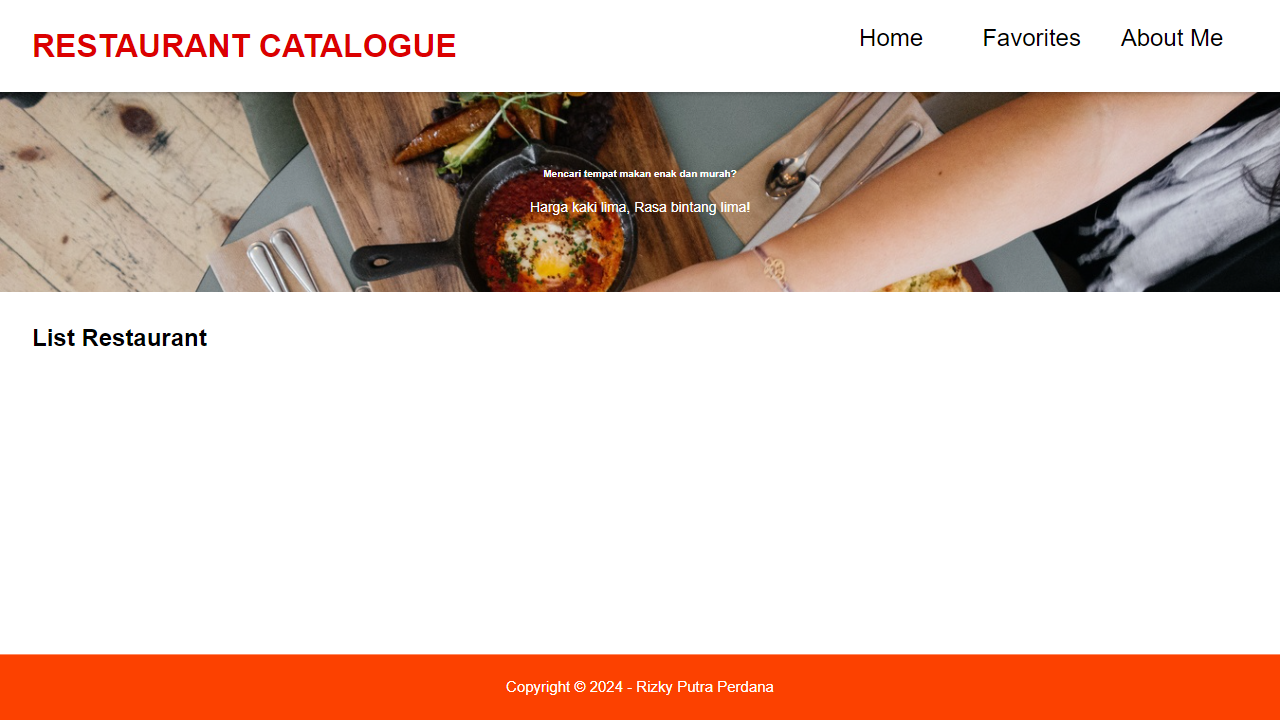 RESTAURANT CATALOGUE
Home Favorites About Me
Mencari tempat makan enak dan murah?
Harga kaki lima, Rasa bintang lima!
List Restaurant
Copyright © 2024 - Rizky Putra Perdana